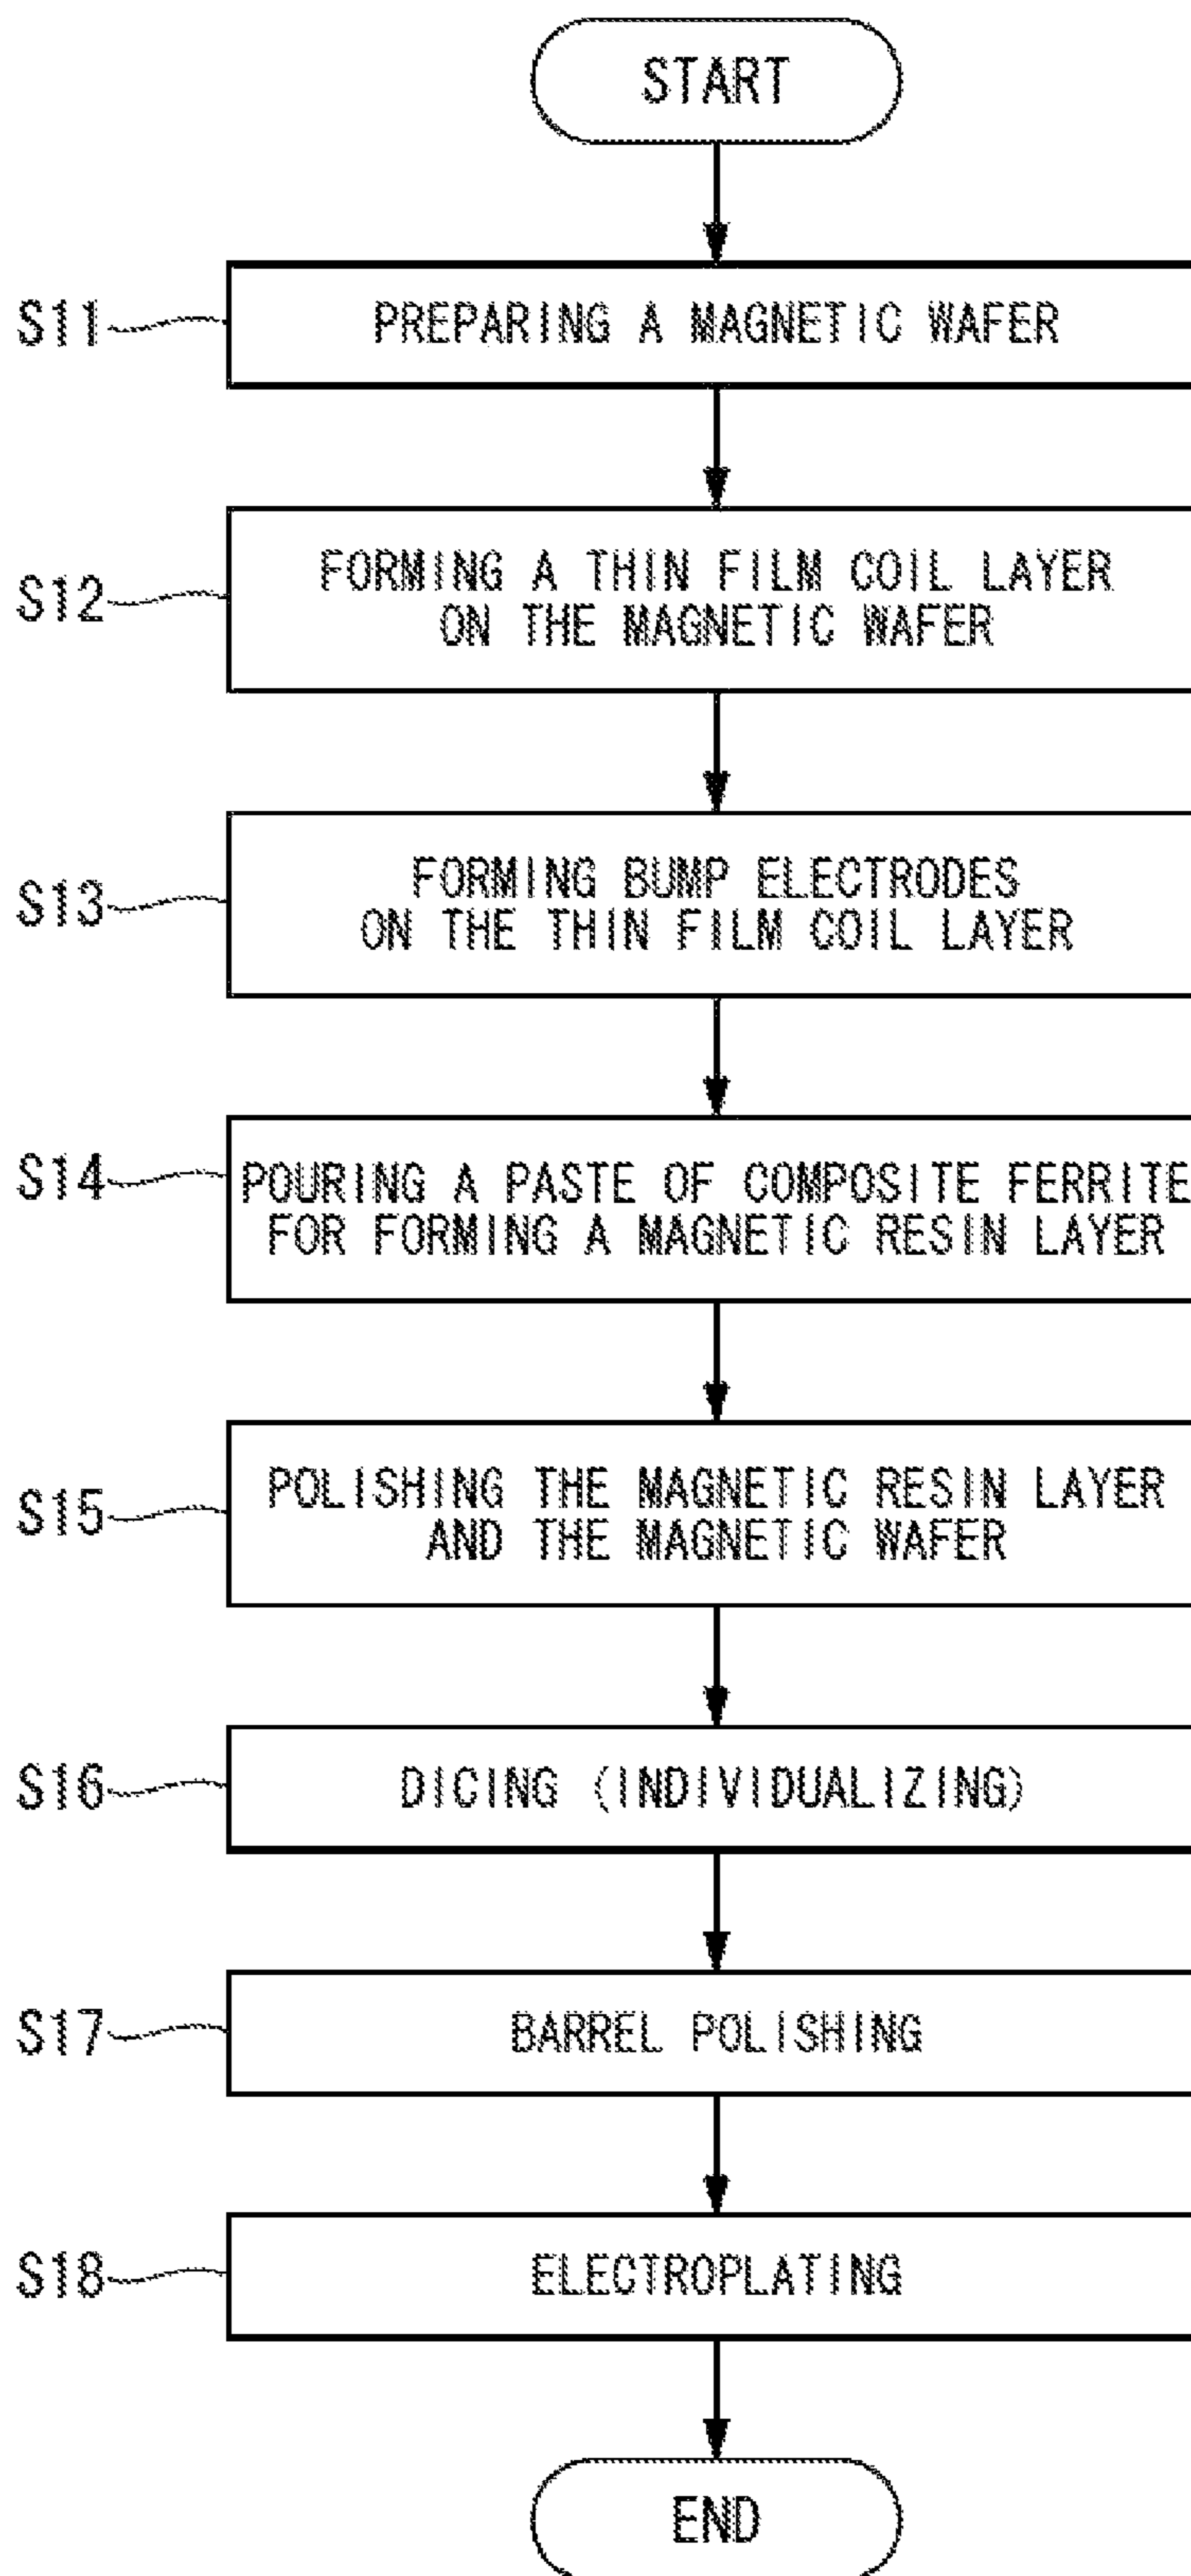 START
S11
PREPARING A MAGNETIC WAFER
S12
FORMING A THIN FILM COIL LAYER
ON THE MAGNETIC WAFER
S13
FORMING BUMP ELECTRODES
ON THE THIN FILM COIL LAYER
S14
POURING A PASTE OF COMPOSITE FERRITE
FOR FORMING A MAGNETIC RESIN LAYER
S15
POLISHING THE MAGNETIC RESIN LAYER
AND THE MAGNETIC WAFER
S16
DICING (INDIVIDUALIZING)
S17
BARREL POLISHING
S18
ELECTROPLATING
END